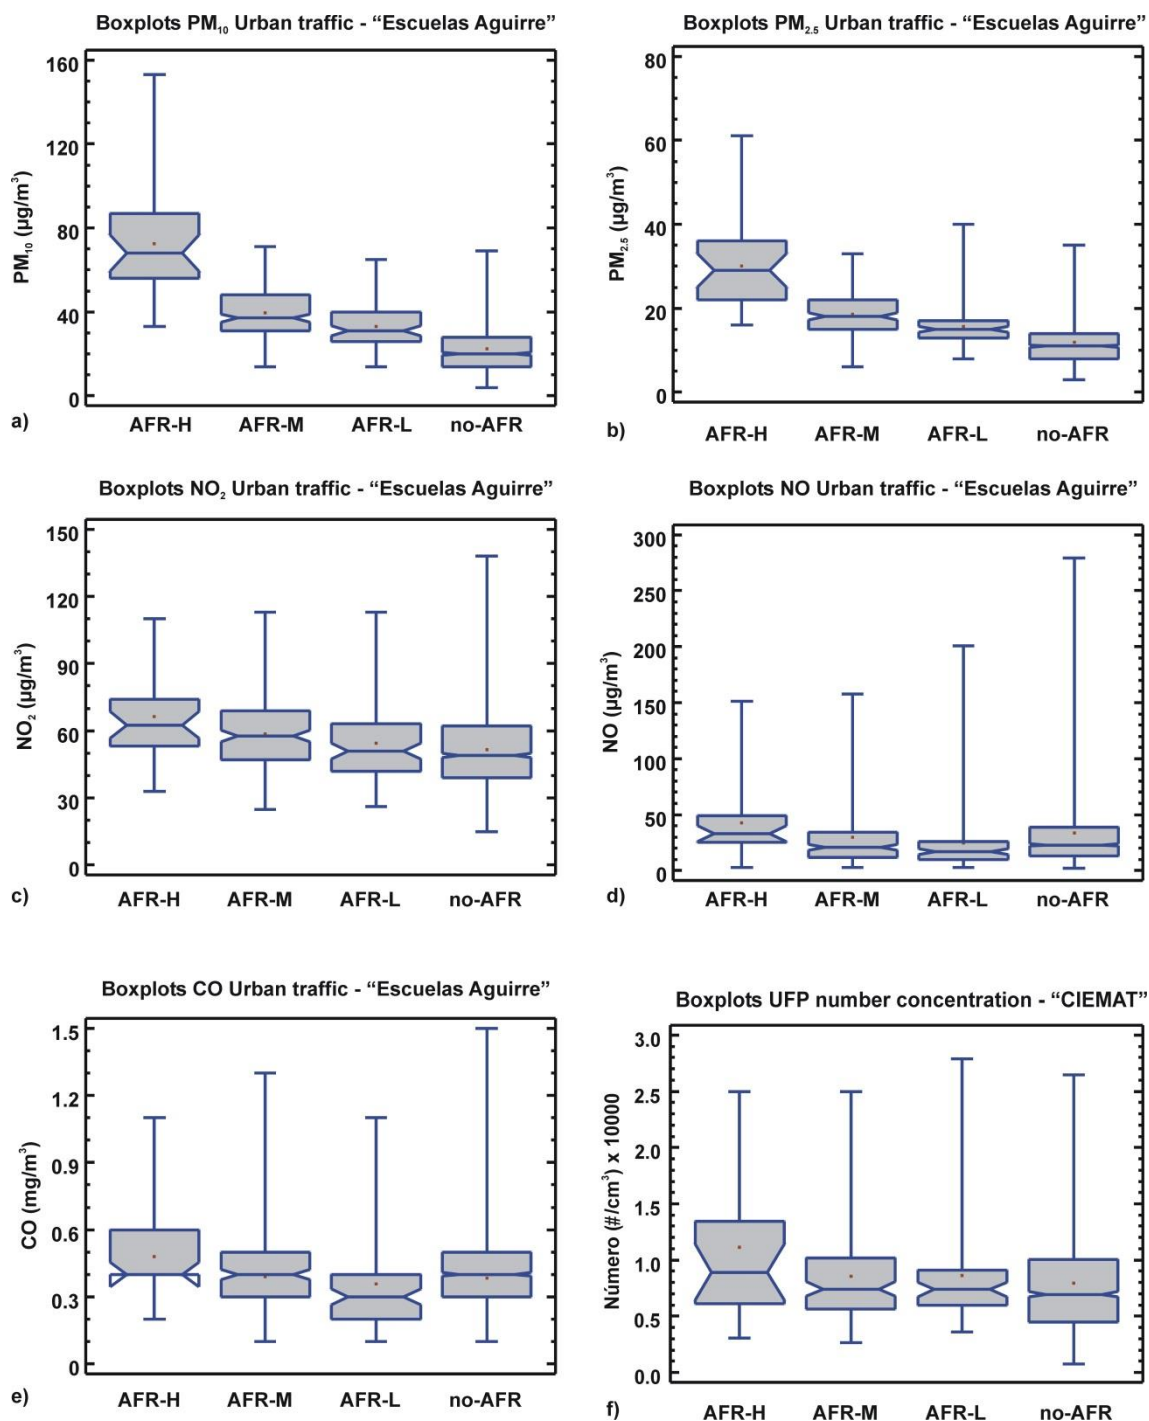 Boxplots PM₁₀ Urban traffic - “Escuelas Aguirre”
PM₁₀ (µg/m³)
160
120
80
40
0
AFR-H AFR-M AFR-L no-AFR
a)
Boxplots PM₂.₅ Urban traffic - “Escuelas Aguirre”
PM₂.₅ (µg/m³)
80
60
40
20
0
AFR-H AFR-M AFR-L no-AFR
b)
Boxplots NO₂ Urban traffic - “Escuelas Aguirre”
NO₂ (µg/m³)
150
120
90
60
30
0
AFR-H AFR-M AFR-L no-AFR
c)
Boxplots NO Urban traffic - “Escuelas Aguirre”
NO (µg/m³)
300
250
200
150
100
50
0
AFR-H AFR-M AFR-L no-AFR
d)
Boxplots CO Urban traffic - “Escuelas Aguirre”
CO (mg/m³)
1.5
1.2
0.9
0.6
0.3
0
AFR-H AFR-M AFR-L no-AFR
e)
Boxplots UFP number concentration - “CIEMAT”
Número (#/cm³) x 10000
3.0
2.5
2.0
1.5
1.0
0.5
0.0
AFR-H AFR-M AFR-L no-AFR
f)